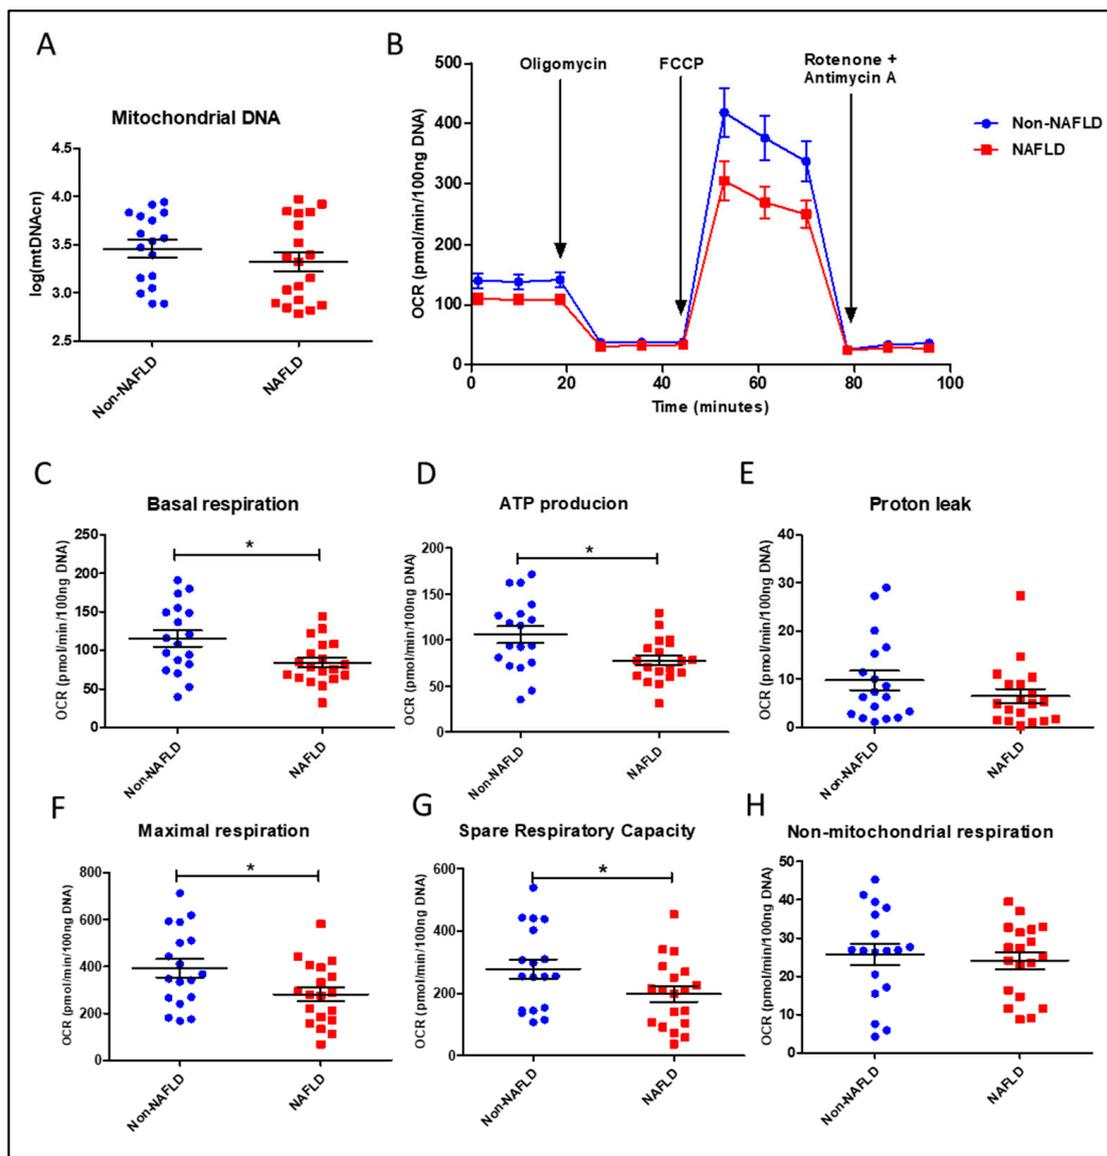 A
Mitochondrial DNA
log(mtDNAcn)
4.5
4.0
3.5
3.0
2.5
Non-NAFLD
NAFLD
B
OCR (pmol/min/100ng DNA)
500
400
300
200
100
0
0 20 40 60 80 100
Time (minutes)
Oligomycin
FCCP
Rotenone +
Antimycin A
Non-NAFLD
NAFLD
C
Basal respiration
OCR (pmol/min/100ng DNA)
250
200
150
100
50
0
*
Non-NAFLD
NAFLD
D
ATP producion
OCR (pmol/min/100ng DNA)
200
150
100
50
0
*
Non-NAFLD
NAFLD
E
Proton leak
OCR (pmol/min/100ng DNA)
40
30
20
10
0
Non-NAFLD
NAFLD
F
Maximal respiration
OCR (pmol/min/100ng DNA)
800
600
400
200
0
*
Non-NAFLD
NAFLD
G
Spare Respiratory Capacity
OCR (pmol/min/100ng DNA)
600
400
200
0
*
Non-NAFLD
NAFLD
H
Non-mitochondrial respiration
OCR (pmol/min/100ng DNA)
50
40
30
20
10
0
Non-NAFLD
NAFLD